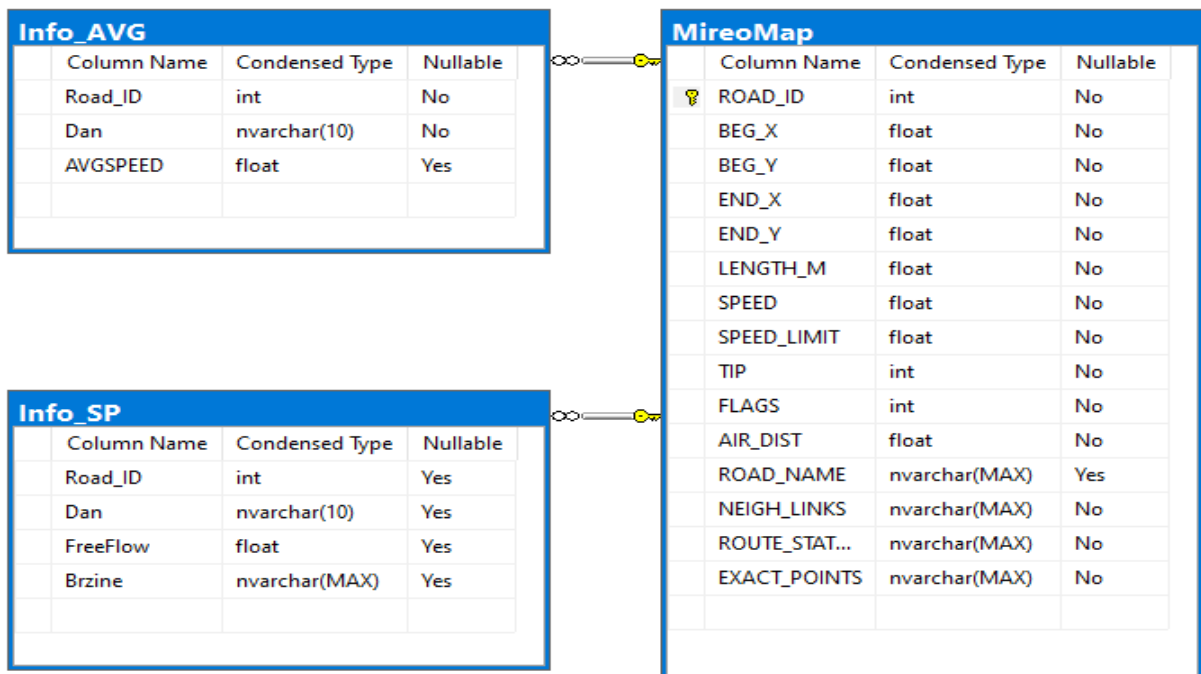 Info_AVG
Column Name Condensed Type Nullable
Road_ID int No
Dan nvarchar(10) No
AVGSPEED float Yes
Info_SP
Column Name Condensed Type Nullable
Road_ID int Yes
Dan nvarchar(10) Yes
FreeFlow float Yes
Brzine nvarchar(MAX) Yes
MireoMap
Column Name Condensed Type Nullable
ROAD_ID int No
BEG_X float No
BEG_Y float No
END_X float No
END_Y float No
LENGTH_M float No
SPEED float No
SPEED_LIMIT float No
TIP int No
FLAGS int No
AIR_DIST float No
ROAD_NAME nvarchar(MAX) Yes
NEIGH_LINKS nvarchar(MAX) No
ROUTE_STAT... nvarchar(MAX) No
EXACT_POINTS nvarchar(MAX) No